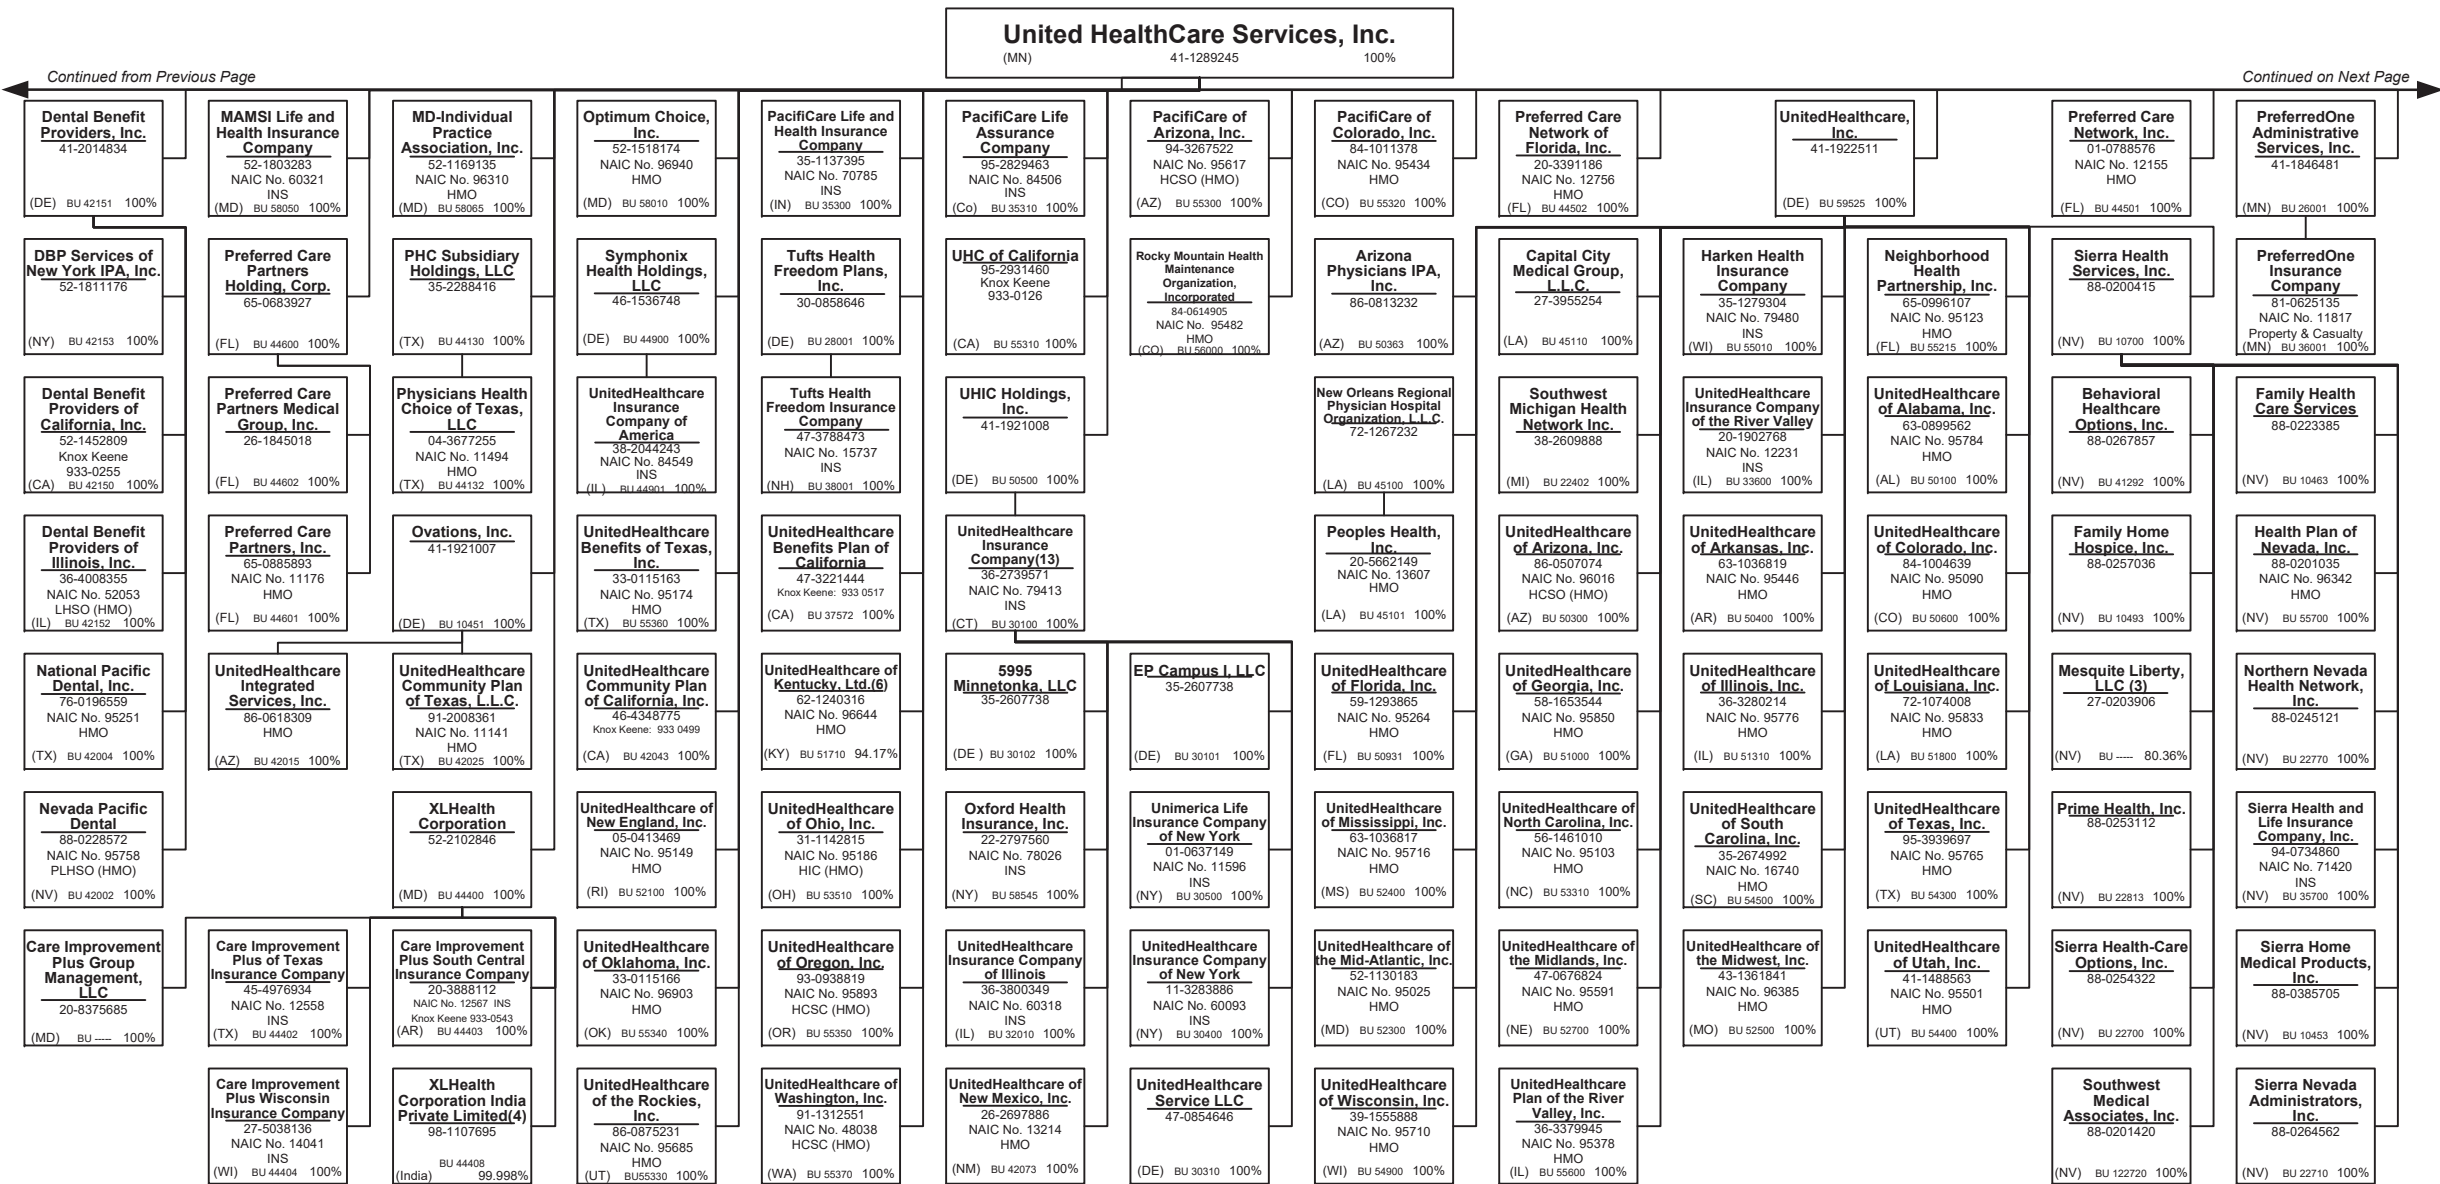 United HealthCare Services, Inc.
(MN) 41-1289245 100%
Continued from Previous Page
Continued on Next Page
Dental Benefit
Providers, Inc.
41-2014834
(DE) BU 42151 100%
MAMSI Life and
Health Insurance
Company
52-1803283
NAIC No. 60321
INS
(MD) BU 58050 100%
MD-Individual
Practice
Association, Inc.
52-1169135
NAIC No. 96310
HMO
(MD) BU 58065 100%
Optimum Choice,
Inc.
52-1518174
NAIC No. 96940
HMO
(MD) BU 58010 100%
PacifiCare Life and
Health Insurance
Company
35-1137395
NAIC No. 70785
INS
(IN) BU 35300 100%
PacifiCare Life
Assurance
Company
95-2829463
NAIC No. 84506
INS
(Co) BU 35310 100%
PacifiCare of
Arizona, Inc.
94-3267522
NAIC No. 95617
HCSO (HMO)
(AZ) BU 55300 100%
PacifiCare of
Colorado, Inc.
84-1011378
NAIC No. 95434
HMO
(CO) BU 55320 100%
Preferred Care
Network of
Florida, Inc.
20-3391186
NAIC No. 12756
HMO
(FL) BU 44502 100%
UnitedHealthcare,
Inc.
41-1922511
(DE) BU 59525 100%
Preferred Care
Network, Inc.
01-0788576
NAIC No. 12155
HMO
(FL) BU 44501 100%
PreferredOne
Administrative
Services, Inc.
41-1846481
(MN) BU 26001 100%
DBP Services of
New York IPA, Inc.
52-1811176
(NY) BU 42153 100%
Preferred Care
Partners
Holding, Corp.
65-0683927
(FL) BU 44600 100%
PHC Subsidiary
Holdings, LLC
35-2288416
(TX) BU 44130 100%
Symphonix
Health Holdings,
LLC
46-1536748
(DE) BU 44900 100%
Tufts Health
Freedom Plans,
Inc.
30-0858646
(DE) BU 28001 100%
UHC of California
95-2931460
Knox Keene
933-0126
(CA) BU 55310 100%
Rocky Mountain Health
Maintenance
Organization,
Incorporated
84-0614905
NAIC No. 95482
HMO
(CO) BU 56000 100%
Arizona
Physicians IPA,
Inc.
86-0813232
(AZ) BU 50363 100%
Capital City
Medical Group,
L.L.C.
27-3955254
(LA) BU 45110 100%
Harken Health
Insurance
Company
35-1279304
NAIC No. 79480
INS
(WI) BU 55010 100%
Neighborhood
Health
Partnership, Inc.
65-0996107
NAIC No. 95123
HMO
(FL) BU 55215 100%
Sierra Health
Services, Inc.
88-0200415
(NV) BU 10700 100%
PreferredOne
Insurance
Company
81-0625135
NAIC No. 11817
Property & Casualty
(MN) BU 36001 100%
Dental Benefit
Providers of
California, Inc.
52-1452809
Knox Keene
933-0255
(CA) BU 42150 100%
Preferred Care
Partners Medical
Group, Inc.
26-1845018
(FL) BU 44602 100%
Physicians Health
Choice of Texas,
LLC
04-3677255
NAIC No. 11494
HMO
(TX) BU 44132 100%
UnitedHealthcare
Insurance
Company of
America
38-2044243
NAIC No. 84549
INS
(IL) BU 44901 100%
Tufts Health
Freedom Insurance
Company
47-3788473
NAIC No. 15737
INS
(NH) BU 38001 100%
UHIC Holdings,
Inc.
41-1921008
(DE) BU 50500 100%
New Orleans Regional
Physician Hospital
Organization, L.L.C.
72-1267232
(LA) BU 45100 100%
Southwest
Michigan Health
Network Inc.
38-2609888
(MI) BU 22402 100%
UnitedHealthcare
Insurance Company
of the River Valley
20-1902768
NAIC No. 12231
INS
(IL) BU 33600 100%
UnitedHealthcare
of Alabama, Inc.
63-0899562
NAIC No. 95784
HMO
(AL) BU 50100 100%
Behavioral
Healthcare
Options, Inc.
88-0267857
(NV) BU 41292 100%
Family Health
Care Services
88-0223385
(NV) BU 10463 100%
Dental Benefit
Providers of
Illinois, Inc.
36-4008355
NAIC No. 52053
LHSO (HMO)
(IL) BU 42152 100%
Preferred Care
Partners, Inc.
65-0885893
NAIC No. 11176
HMO
(FL) BU 44601 100%
Ovations, Inc.
41-1921007
(DE) BU 10451 100%
UnitedHealthcare
Benefits of Texas,
Inc.
33-0115163
NAIC No. 95174
HMO
(TX) BU 55360 100%
UnitedHealthcare
Benefits Plan of
California
47-3221444
Knox Keene: 933 0517
(CA) BU 37572 100%
UnitedHealthcare
Insurance
Company(13)
36-2739571
NAIC No. 79413
INS
(CT) BU 30100 100%
Peoples Health,
Inc.
20-5662149
NAIC No. 13607
HMO
(LA) BU 45101 100%
UnitedHealthcare
of Arizona, Inc.
86-0507074
NAIC No. 96016
HCSO (HMO)
(AZ) BU 50300 100%
UnitedHealthcare
of Arkansas, Inc.
63-1036819
NAIC No. 95446
HMO
(AR) BU 50400 100%
UnitedHealthcare
of Colorado, Inc.
84-1004639
NAIC No. 95090
HMO
(CO) BU 50600 100%
Family Home
Hospice, Inc.
88-0257036
(NV) BU 10493 100%
Health Plan of
Nevada, Inc.
88-0201035
NAIC No. 96342
HMO
(NV) BU 55700 100%
National Pacific
Dental, Inc.
76-0196559
NAIC No. 95251
HMO
(TX) BU 42004 100%
UnitedHealthcare
Integrated
Services, Inc.
86-0618309
HMO
(AZ) BU 42015 100%
UnitedHealthcare
Community Plan
of Texas, L.L.C.
91-2008361
NAIC No. 11141
HMO
(TX) BU 42025 100%
UnitedHealthcare
Community Plan
of California, Inc.
46-4348775
Knox Keene: 933 0499
(CA) BU 42043 100%
UnitedHealthcare of
Kentucky, Ltd.(6)
62-1240316
NAIC No. 96644
HMO
(KY) BU 51710 94.17%
5995
Minnetonka, LLC
35-2607738
(DE ) BU 30102 100%
EP Campus I, LLC
35-2607738
(DE) BU 30101 100%
UnitedHealthcare
of Florida, Inc.
59-1293865
NAIC No. 95264
HMO
(FL) BU 50931 100%
UnitedHealthcare
of Georgia, Inc.
58-1653544
NAIC No. 95850
HMO
(GA) BU 51000 100%
UnitedHealthcare
of Illinois, Inc.
36-3280214
NAIC No. 95776
HMO
(IL) BU 51310 100%
UnitedHealthcare
of Louisiana, Inc.
72-1074008
NAIC No. 95833
HMO
(LA) BU 51800 100%
Mesquite Liberty,
LLC (3)
27-0203906
(NV) BU ----- 80.36%
Northern Nevada
Health Network,
Inc.
88-0245121
(NV) BU 22770 100%
Nevada Pacific
Dental
88-0228572
NAIC No. 95758
PLHSO (HMO)
(NV) BU 42002 100%
XLHealth
Corporation
52-2102846
(MD) BU 44400 100%
UnitedHealthcare of
New England, Inc.
05-0413469
NAIC No. 95149
HMO
(RI) BU 52100 100%
UnitedHealthcare
of Ohio, Inc.
31-1142815
NAIC No. 95186
HIC (HMO)
(OH) BU 53510 100%
Oxford Health
Insurance, Inc.
22-2797560
NAIC No. 78026
INS
(NY) BU 58545 100%
Unimerica Life
Insurance Company
of New York
01-0637149
NAIC No. 11596
INS
(NY) BU 30500 100%
UnitedHealthcare
of Mississippi, Inc.
63-1036817
NAIC No. 95716
HMO
(MS) BU 52400 100%
UnitedHealthcare of
North Carolina, Inc.
56-1461010
NAIC No. 95103
HMO
(NC) BU 53310 100%
UnitedHealthcare
of South
Carolina, Inc.
35-2674992
NAIC No. 16740
HMO
(SC) BU 54500 100%
UnitedHealthcare
of Texas, Inc.
95-3939697
NAIC No. 95765
HMO
(TX) BU 54300 100%
Prime Health, Inc.
88-0253112
(NV) BU 22813 100%
Sierra Health and
Life Insurance
Company, Inc.
94-0734860
NAIC No. 71420
INS
(NV) BU 35700 100%
Care Improvement
Plus Group
Management,
LLC
20-8375685
(MD) BU ----- 100%
Care Improvement
Plus of Texas
Insurance Company
45-4976934
NAIC No. 12558
INS
(TX) BU 44402 100%
Care Improvement
Plus South Central
Insurance Company
20-3888112
NAIC No. 12567 INS
Knox Keene 933-0543
(AR) BU 44403 100%
UnitedHealthcare
of Oklahoma, Inc.
33-0115166
NAIC No. 96903
HMO
(OK) BU 55340 100%
UnitedHealthcare
of Oregon, Inc.
93-0938819
NAIC No. 95893
HCSC (HMO)
(OR) BU 55350 100%
UnitedHealthcare
Insurance Company
of Illinois
36-3800349
NAIC No. 60318
INS
(IL) BU 32010 100%
UnitedHealthcare
Insurance Company
of New York
11-3283886
NAIC No. 60093
INS
(NY) BU 30400 100%
UnitedHealthcare of
the Mid-Atlantic, Inc.
52-1130183
NAIC No. 95025
HMO
(MD) BU 52300 100%
UnitedHealthcare of
the Midlands, Inc.
47-0676824
NAIC No. 95591
HMO
(NE) BU 52700 100%
UnitedHealthcare of
the Midwest, Inc.
43-1361841
NAIC No. 96385
HMO
(MO) BU 52500 100%
UnitedHealthcare
of Utah, Inc.
41-1488563
NAIC No. 95501
HMO
(UT) BU 54400 100%
Sierra Health-Care
Options, Inc.
88-0254322
(NV) BU 22700 100%
Sierra Home
Medical Products,
Inc.
88-0385705
(NV) BU 10453 100%
Care Improvement
Plus Wisconsin
Insurance Company
27-5038136
NAIC No. 14041
INS
(WI) BU 44404 100%
XLHealth
Corporation India
Private Limited(4)
98-1107695
BU 44408
(India) 99.998%
UnitedHealthcare
of the Rockies,
Inc.
86-0875231
NAIC No. 95685
HMO
(UT) BU55330 100%
UnitedHealthcare of
Washington, Inc.
91-1312551
NAIC No. 48038
HCSC (HMO)
(WA) BU 55370 100%
UnitedHealthcare of
New Mexico, Inc.
26-2697886
NAIC No. 13214
HMO
(NM) BU 42073 100%
UnitedHealthcare
Service LLC
47-0854646
(DE) BU 30310 100%
UnitedHealthcare
of Wisconsin, Inc.
39-1555888
NAIC No. 95710
HMO
(WI) BU 54900 100%
UnitedHealthcare
Plan of the River
Valley, Inc.
36-3379945
NAIC No. 95378
HMO
(IL) BU 55600 100%
Southwest
Medical
Associates, Inc.
88-0201420
(NV) BU 122720 100%
Sierra Nevada
Administrators,
Inc.
88-0264562
(NV) BU 22710 100%